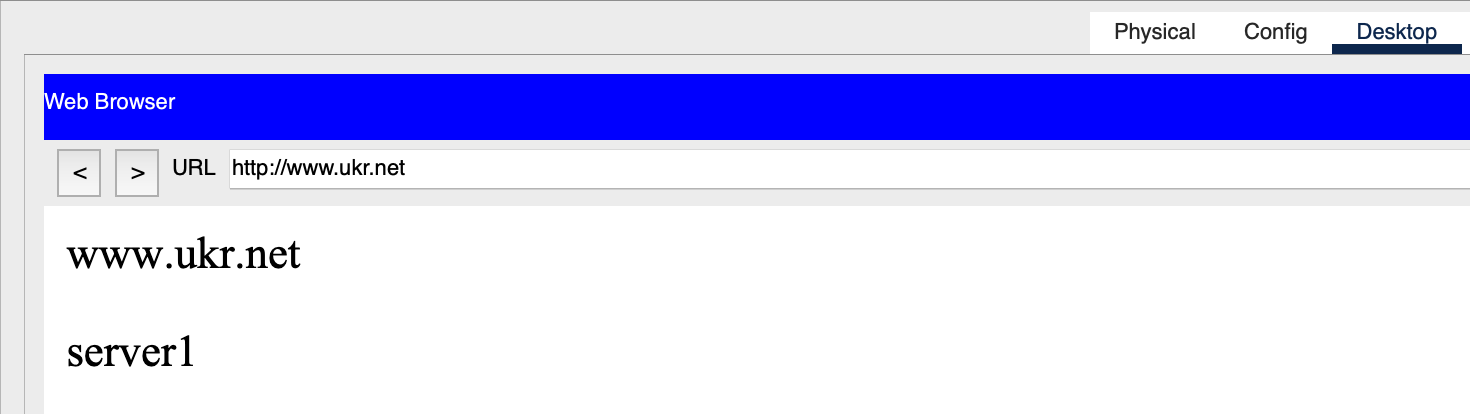 Physical Config Desktop
Web Browser
< > URL http://www.ukr.net
www.ukr.net
server1